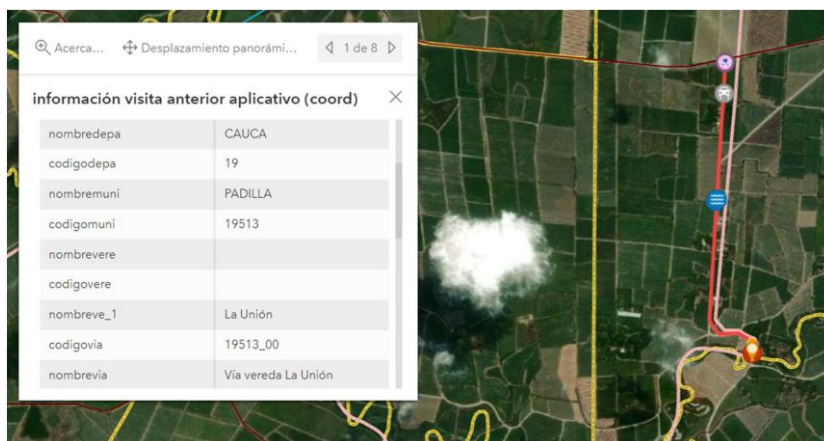 Acerca... Desplazamiento panorámi... 1 de 8
información visita anterior aplicativo (coord)
nombredepa CAUCA
codigodepa 19
nombremuni PADILLA
codigomuni 19513
nombrevere
codigovere
nombreve_1 La Unión
codigovia 19513_00
nombrevia Vía vereda La Unión